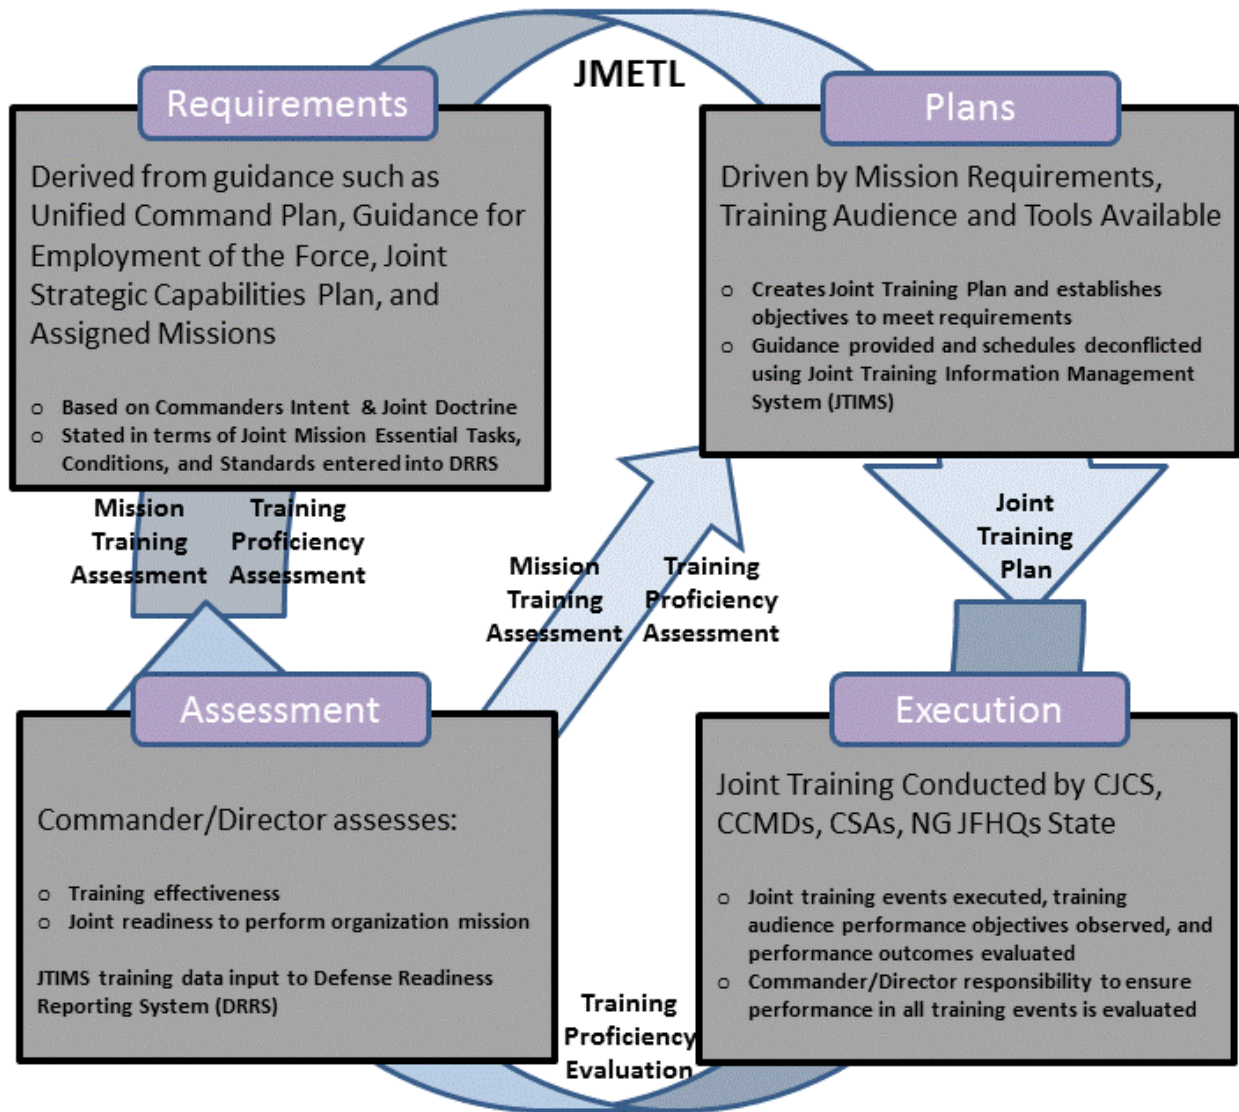 JMETL
Requirements
Derived from guidance such as
Unified Command Plan, Guidance for
Employment of the Force, Joint
Strategic Capabilities Plan, and
Assigned Missions
o Based on Commanders Intent & Joint Doctrine
o Stated in terms of Joint Mission Essential Tasks,
Conditions, and Standards entered into DRRS
Plans
Driven by Mission Requirements,
Training Audience and Tools Available
o Creates Joint Training Plan and establishes
objectives to meet requirements
o Guidance provided and schedules deconflicted
using Joint Training Information Management
System (JTIMS)
Mission
Training
Assessment
Training
Proficiency
Assessment
Mission
Training
Assessment
Training
Proficiency
Assessment
Joint
Training
Plan
Assessment
Commander/Director assesses:
o Training effectiveness
o Joint readiness to perform organization mission
JTIMS training data input to Defense Readiness
Reporting System (DRRS)
Execution
Joint Training Conducted by CJCS,
CCMDs, CSAs, NG JFHQs State
o Joint training events executed, training
audience performance objectives observed, and
performance outcomes evaluated
o Commander/Director responsibility to ensure
performance in all training events is evaluated
Training
Proficiency
Evaluation